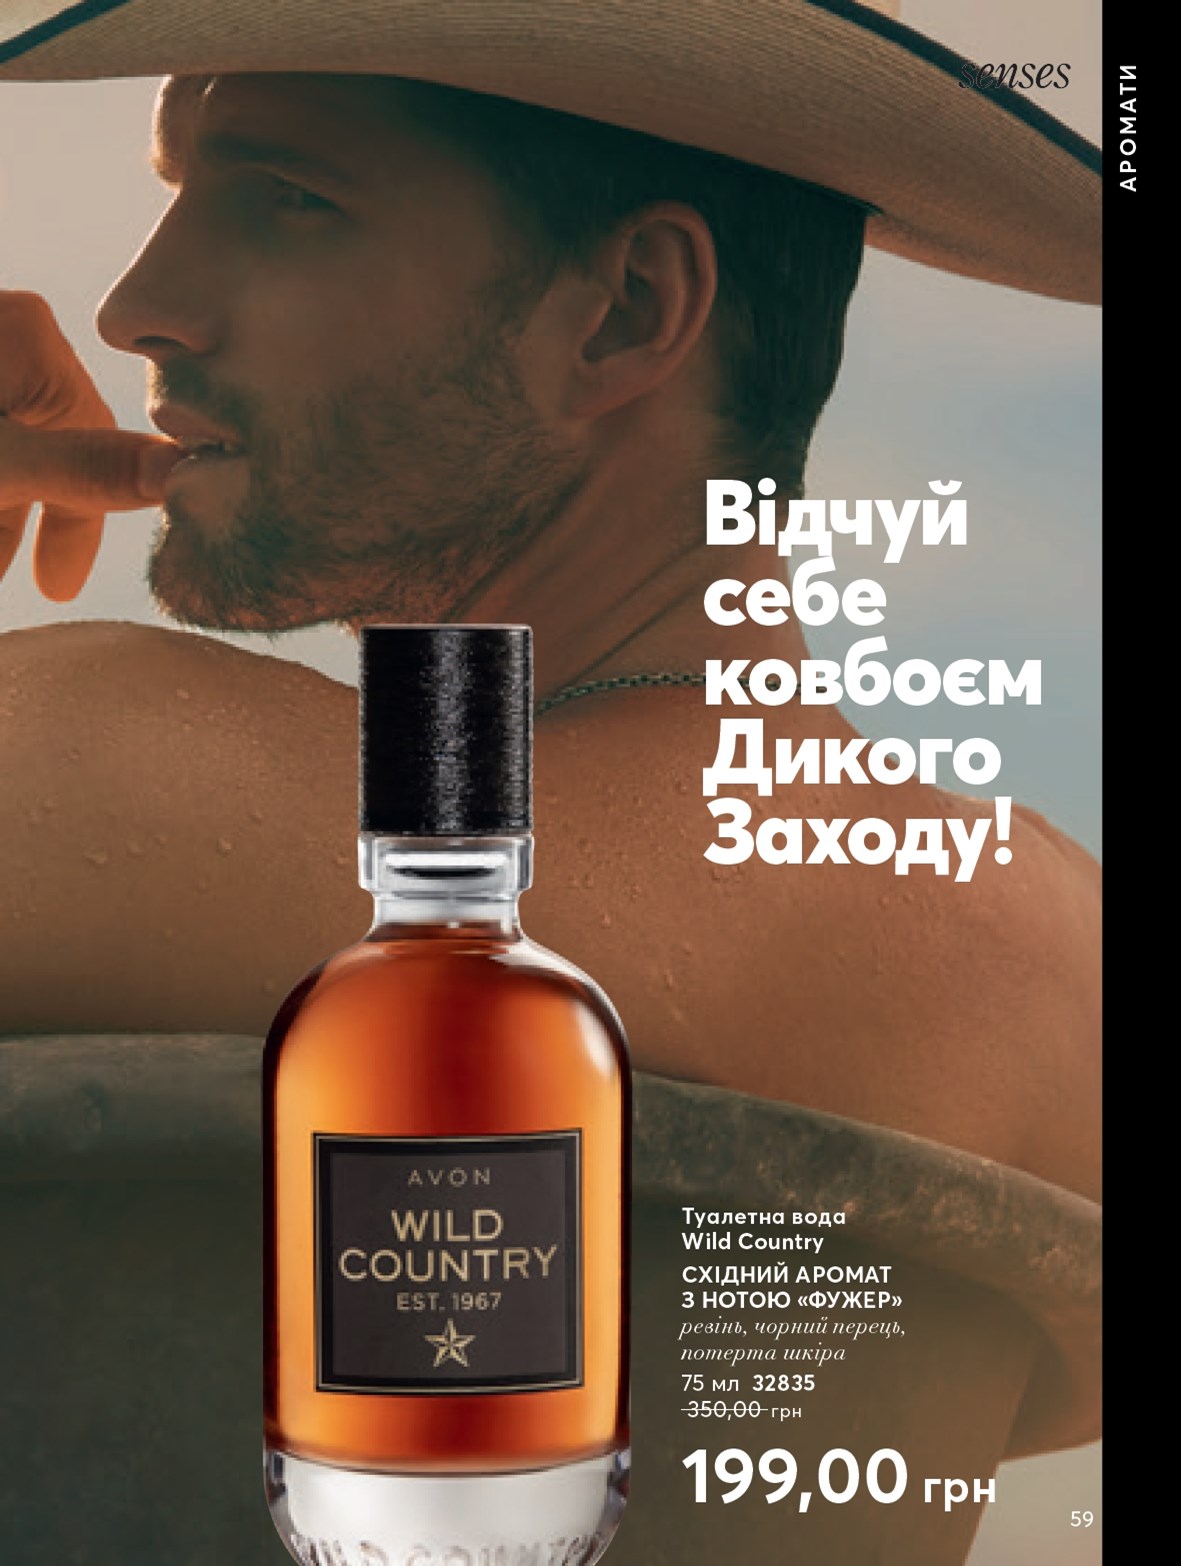 senses
АРОМАТИ
Відчуй
себе
ковбоєм
Дикого
Заходу!
AVON
WILD
COUNTRY
EST. 1967
Туалетна вода
Wild Country
СХІДНИЙ АРОМАТ
З НОТОЮ «ФУЖЕР»
ревінь, чорний перець,
потерта шкіра
75 мл 32835
350,00 грн
199,00 грн
59